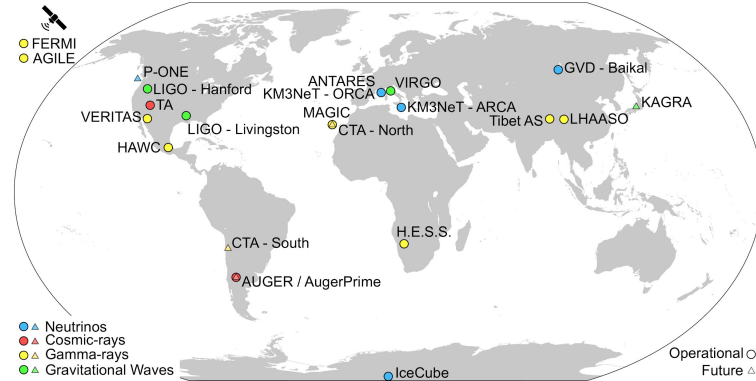 FERMI
AGILE
P-ONE
LIGO - Hanford
TA
VERITAS
LIGO - Livingston
HAWC
ANTARES
KM3NeT - ORCA
VIRGO
KM3NeT - ARCA
MAGIC
CTA - North
GVD - Baikal
KAGRA
Tibet AS
LHAASO
H.E.S.S.
CTA - South
AUGER / AugerPrime
IceCube
Neutrinos
Cosmic-rays
Gamma-rays
Gravitational Waves
Operational
Future